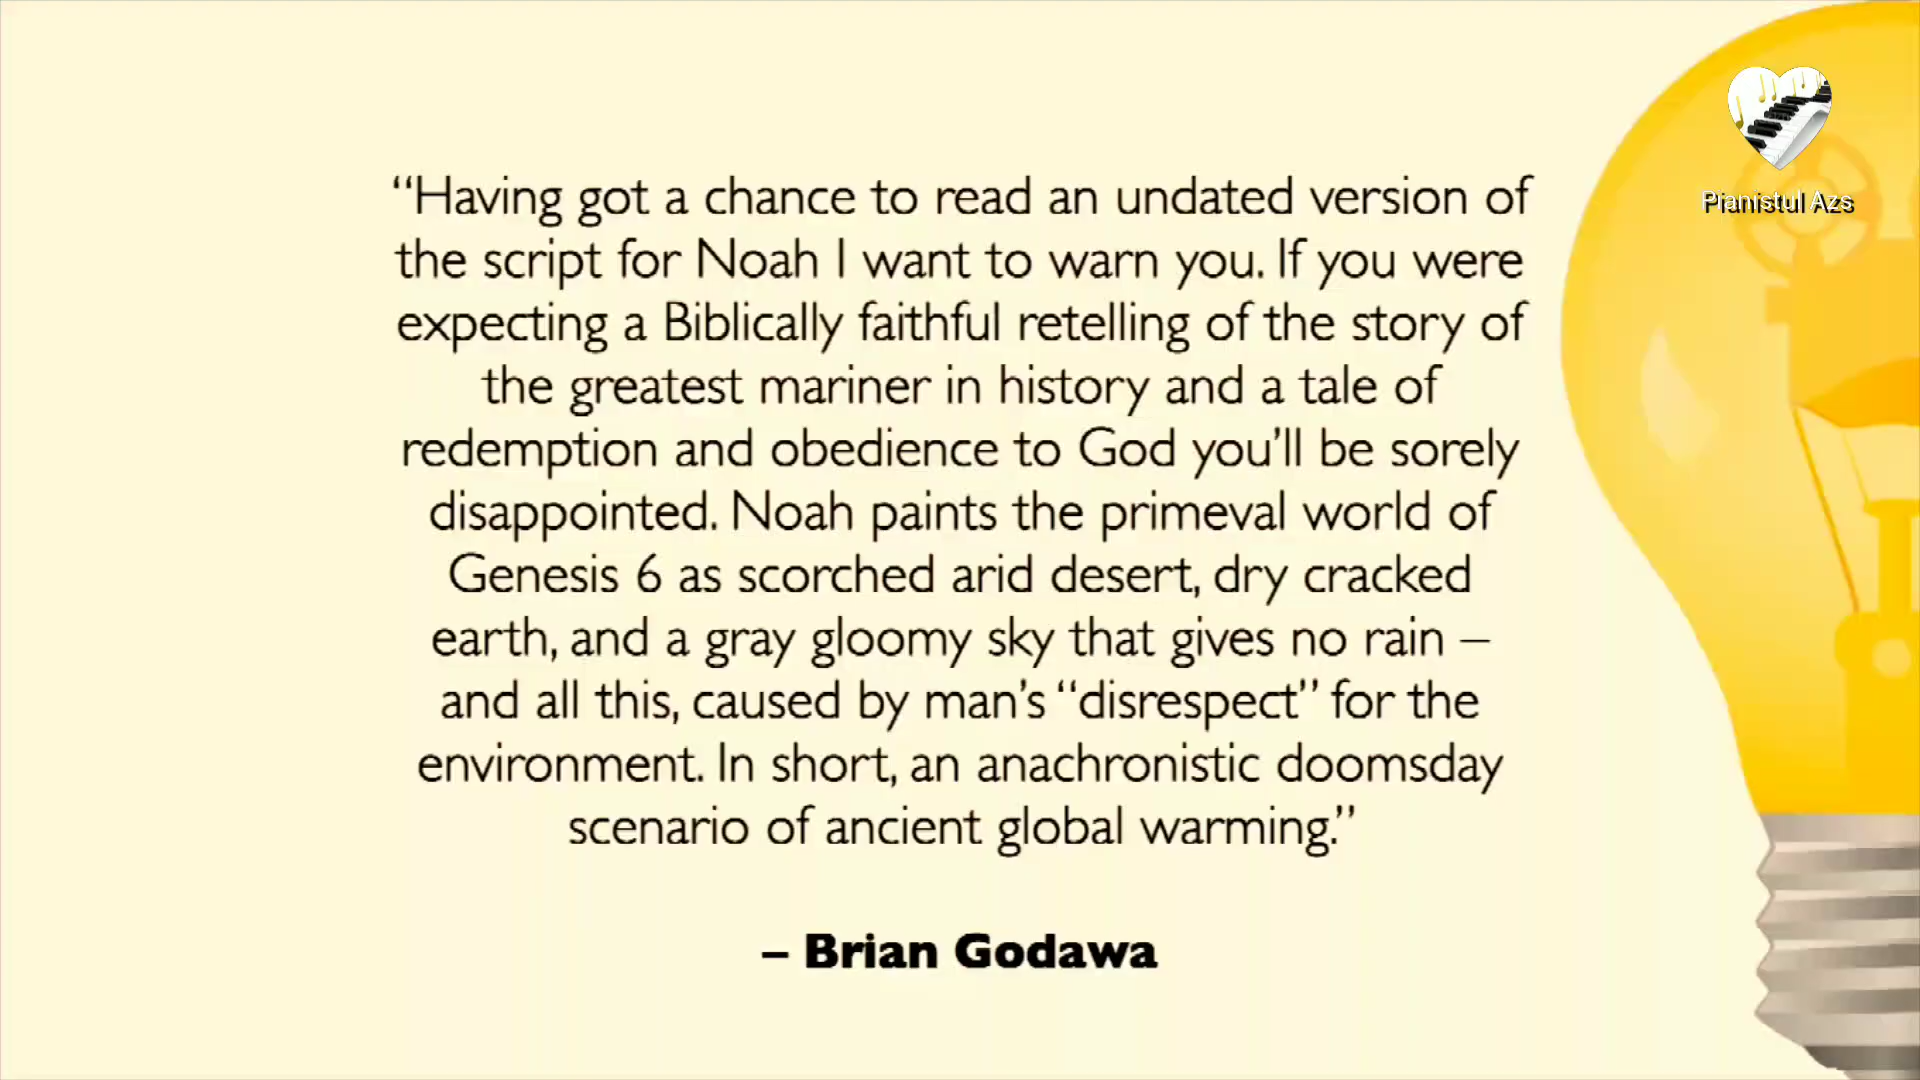 “Having got a chance to read an undated version of
the script for Noah I want to warn you. If you were
expecting a Biblically faithful retelling of the story of
the greatest mariner in history and a tale of
redemption and obedience to God you’ll be sorely
disappointed. Noah paints the primeval world of
Genesis 6 as scorched arid desert, dry cracked
earth, and a gray gloomy sky that gives no rain –
and all this, caused by man’s “disrespect” for the
environment. In short, an anachronistic doomsday
scenario of ancient global warming.”
– Brian Godawa
Pianistul Azs